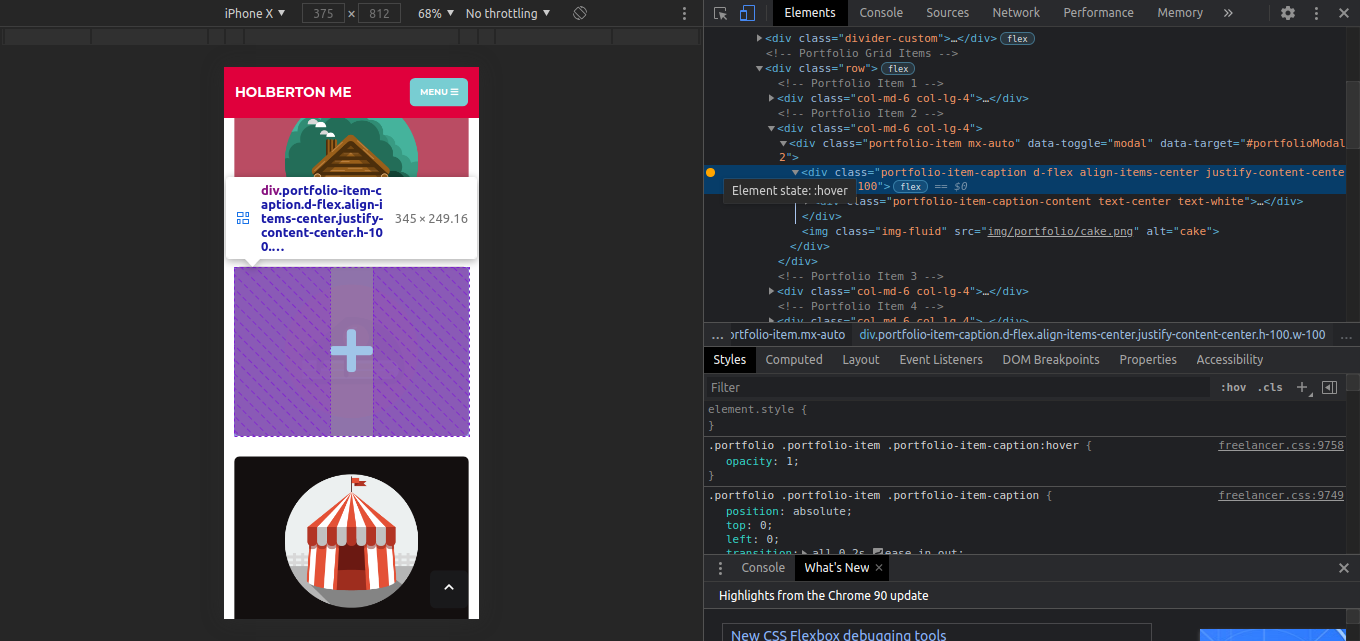 iPhone X ▼ 375 × 812 68% ▼ No throttling ▼
Elements Console Sources Network Performance Memory »
HOLBERTON ME
MENU ☰
div.portfolio-item-c
aption.d-flex.align-i
tems-center.justify-
content-center.h-10
0.… 345 × 249.16
▶<div class="divider-custom">…</div> flex
<!-- Portfolio Grid Items -->
▼<div class="row"> flex
<!-- Portfolio Item 1 -->
▶<div class="col-md-6 col-lg-4">…</div>
<!-- Portfolio Item 2 -->
▼<div class="col-md-6 col-lg-4">
▼<div class="portfolio-item mx-auto" data-toggle="modal" data-target="#portfolioModal
2">
▼<div class="portfolio-item-caption d-flex align-items-center justify-content-cente
100"> flex == $0
Element state: :hover
class="portfolio-item-caption-content text-center text-white">…</div>
</div>
<img class="img-fluid" src="img/portfolio/cake.png" alt="cake">
</div>
</div>
<!-- Portfolio Item 3 -->
▶<div class="col-md-6 col-lg-4">…</div>
<!-- Portfolio Item 4 -->
▶<div class="col-md-6 col-lg-4">…</div>
… ortfolio-item.mx-auto div.portfolio-item-caption.d-flex.align-items-center.justify-content-center.h-100.w-100 …
Styles Computed Layout Event Listeners DOM Breakpoints Properties Accessibility
Filter :hov .cls +
element.style {
}
.portfolio .portfolio-item .portfolio-item-caption:hover { freelancer.css:9758
opacity: 1;
}
.portfolio .portfolio-item .portfolio-item-caption { freelancer.css:9749
position: absolute;
top: 0;
left: 0;
transition: ▶ all 0.2s ease-in-out;
Console What's New ×
Highlights from the Chrome 90 update
New CSS Flexbox debugging tools